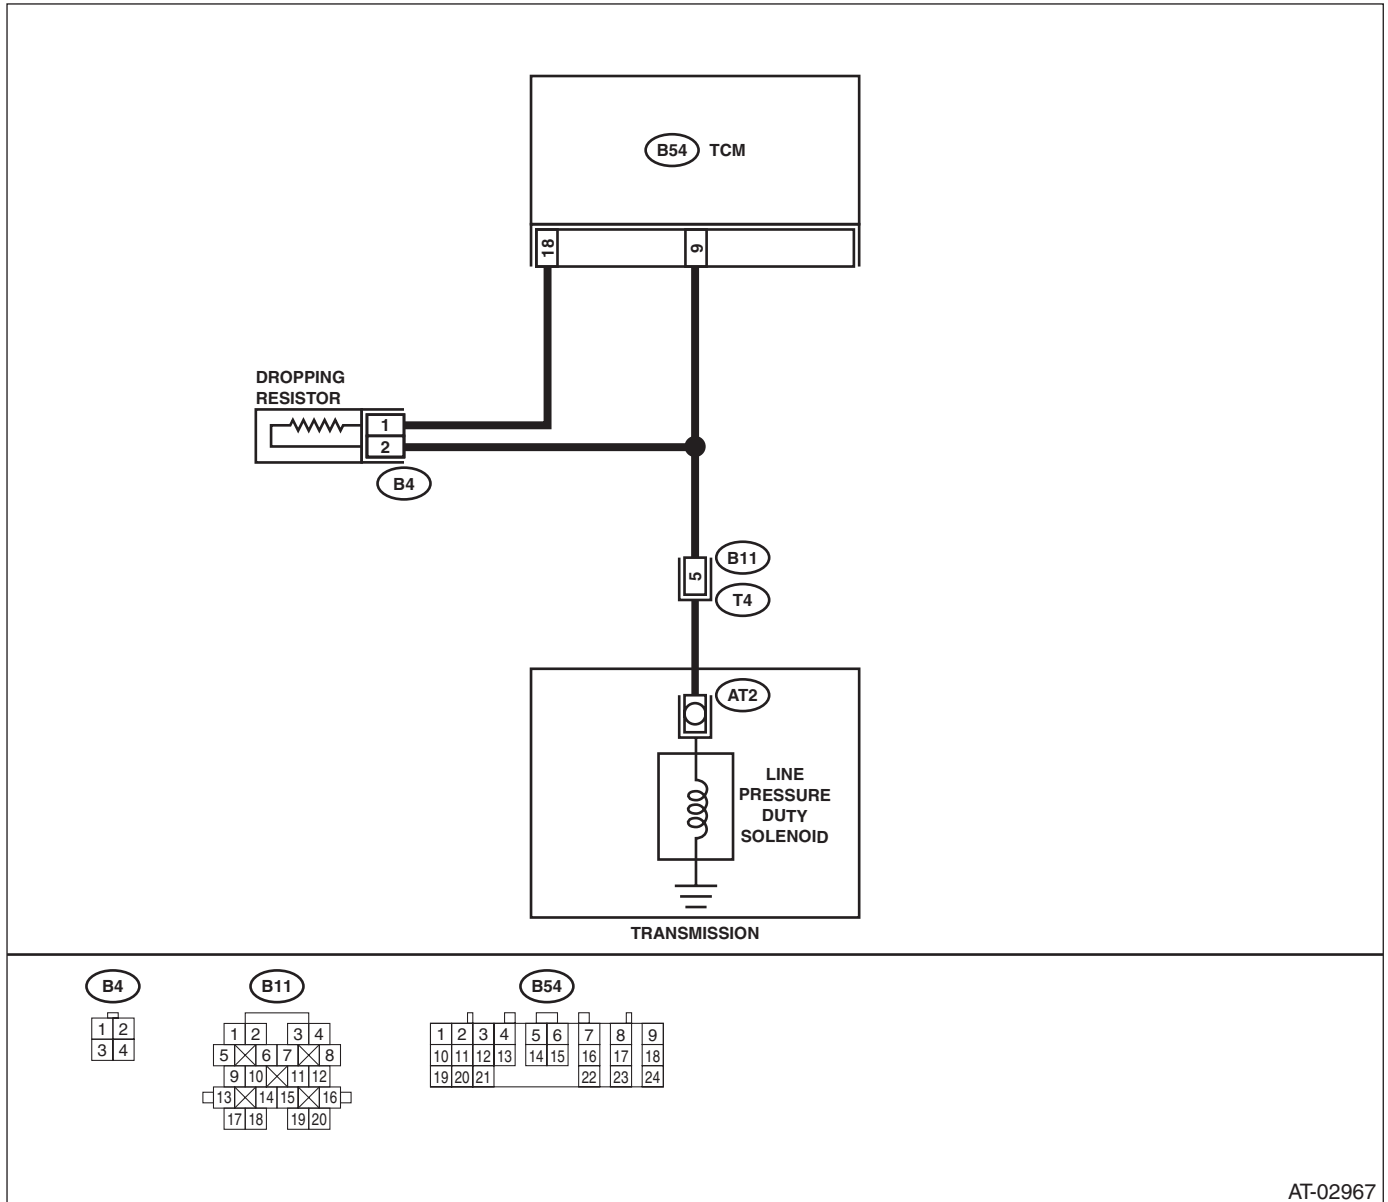 B54 TCM
18 9
DROPPING
RESISTOR
1
2
B4
B11
5
T4
AT2
LINE
PRESSURE
DUTY
SOLENOID
TRANSMISSION
B4
1 2
3 4
B11
1 2 3 4
5 6 7 8
9 10 11 12
13 14 15 16
17 18 19 20
B54
1 2 3 4 5 6 7 8 9
10 11 12 13 14 15 16 17 18
19 20 21 22 23 24
AT-02967